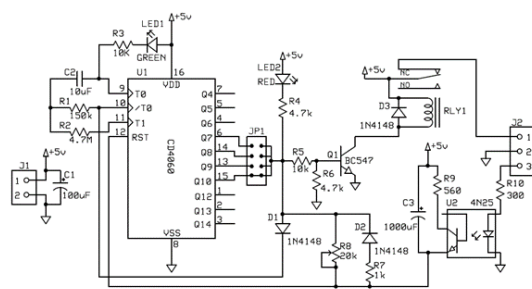 LED1
+5v
R3
10K
GREEN
C2
10uF
R1
150k
R2
4.7M
U1
16
VDD
9
T0
10
/T0
11
T1
12
RST
CD4060
Q4
7
Q5
5
Q6
4
Q7
6
Q8
14
Q9
13
Q10
15
Q12
1
Q13
2
Q14
3
VSS
8
J1
1
2
+5v
C1
100uF
+5v
LED2
RED
R4
4.7k
JP1
R5
10k
R6
4.7k
Q1
BC547
D1
1N4148
R8
20k
D2
1N4148
R7
1k
+5v
NC
NO
D3
1N4148
RLY1
+5v
C3
1000uF
R9
560
U2
4N25
R10
300
J2
1
2
3